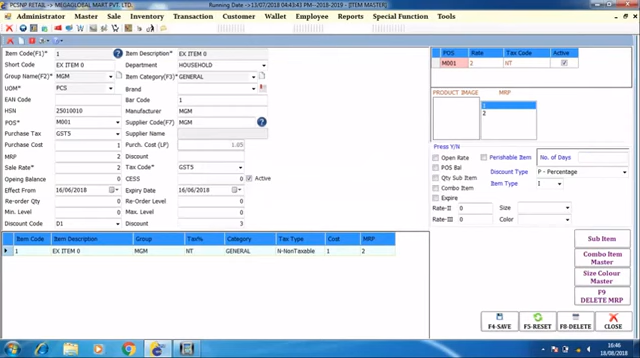 PCSNP RETAIL -> MEGAGLOBAL MART PVT. LTD. Running Date ->13/07/2018 04:43:43 PM - 2018-2019 - [ITEM MASTER]
Administrator Master Sale Inventory Transaction Customer Wallet Employee Reports Special Function Tools
Item Code(F1)* 1 Item Description* EX ITEM 0
Short Code EX ITEM 0 Department HOUSEHOLD
Group Name(F2)* MGM Item Category(F3)* GENERAL
UOM* PCS Brand
EAN Code Bar Code 1
HSN 25010010 Manufacturer MGM
POS* M001 Supplier Code(F7) MGM
Purchase Tax GST5 Supplier Name
Purchase Cost 1 Purch. Cost (LF) 1.05
MRP 2 Discount
Sale Rate* 2 Tax Code* GST5
Opeing Balance 0 CESS 0 Active
Effect From 16/06/2018 Expiry Date 16/06/2018
Re-order Qty 0 Re-order Level 0
Min. Level 0 Max. Level 0
Discount Code D1 Discount 3
POS Rate Tax Code Active
M001 2 NT
PRODUCT IMAGE MRP
1
2
Press Y/N
Open Rate Perishable Item No. of Days
POS Bal Discount Type P - Percentage
Qty Sub Item Item Type I
Combo Item
Expire
Rate-II 0 Size
Rate-III 0 Color
Item Code Item Description Group Tax% Category Tax Type Cost MRP
1 EX ITEM 0 MGM NT GENERAL N-NonTaxable 1 2
Sub Item
Combo Item
Master
Size Colour
Master
F9
DELETE MRP
F4-SAVE F5-RESET F8-DELETE CLOSE
16:46
18/08/2018